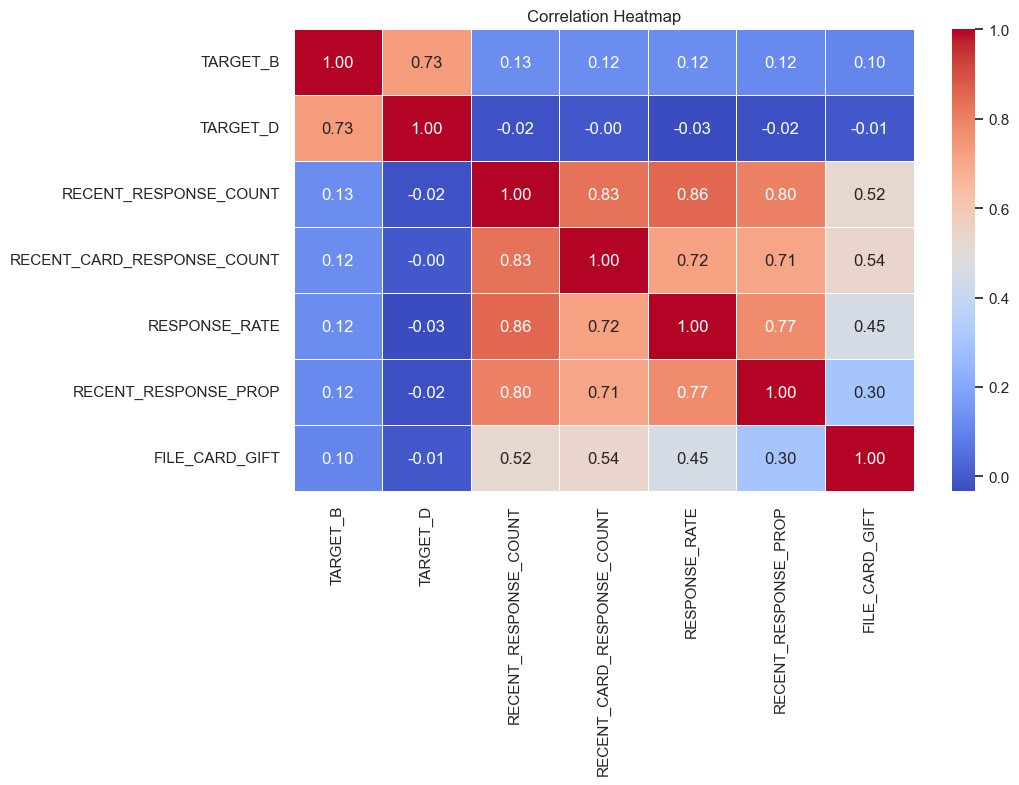 Correlation Heatmap
TARGET_B 1.00 0.73 0.13 0.12 0.12 0.12 0.10
TARGET_D 0.73 1.00 -0.02 -0.00 -0.03 -0.02 -0.01
RECENT_RESPONSE_COUNT 0.13 -0.02 1.00 0.83 0.86 0.80 0.52
RECENT_CARD_RESPONSE_COUNT 0.12 -0.00 0.83 1.00 0.72 0.71 0.54
RESPONSE_RATE 0.12 -0.03 0.86 0.72 1.00 0.77 0.45
RECENT_RESPONSE_PROP 0.12 -0.02 0.80 0.71 0.77 1.00 0.30
FILE_CARD_GIFT 0.10 -0.01 0.52 0.54 0.45 0.30 1.00
TARGET_B
TARGET_D
RECENT_RESPONSE_COUNT
RECENT_CARD_RESPONSE_COUNT
RESPONSE_RATE
RECENT_RESPONSE_PROP
FILE_CARD_GIFT
1.0
0.8
0.6
0.4
0.2
0.0